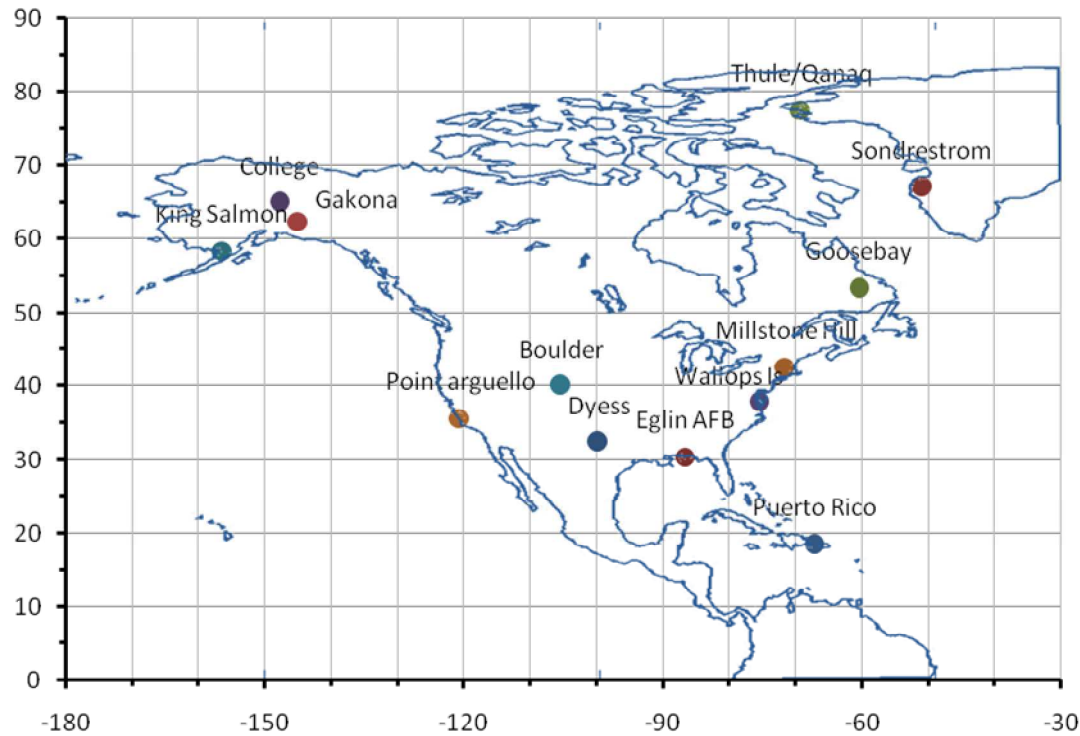 90
80
70
60
50
40
30
20
10
0
Thule/Qanaq
Sondrestrom
College
Gakona
King Salmon
Goosebay
Millstone Hill
Boulder
Wallops Is
Point arguello
Dyess
Eglin AFB
Puerto Rico
-180
-150
-120
-90
-60
-30